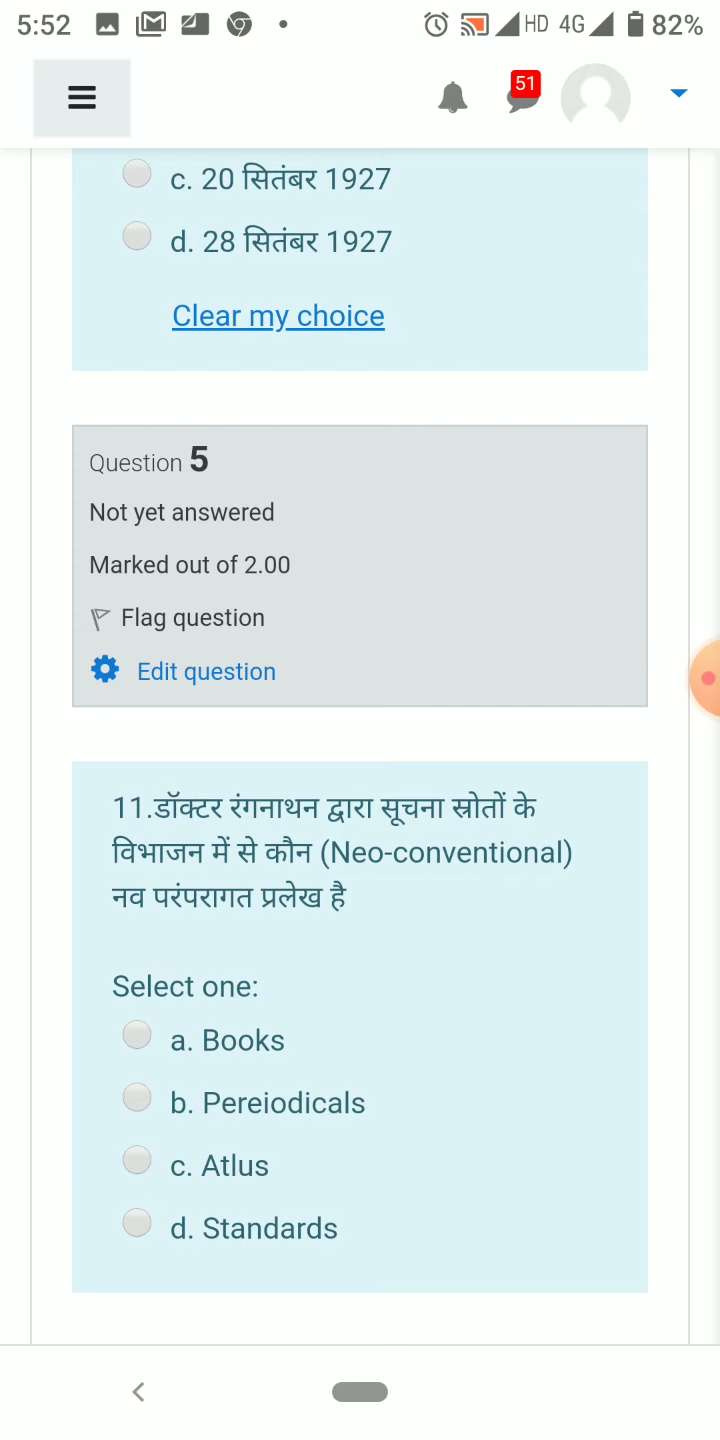 5:52 HD 4G 82%
51
c. 20 सितंबर 1927
d. 28 सितंबर 1927
Clear my choice
Question 5
Not yet answered
Marked out of 2.00
Flag question
Edit question
11.डॉक्टर रंगनाथन द्वारा सूचना स्रोतों के
विभाजन में से कौन (Neo-conventional)
नव परंपरागत प्रलेख है
Select one:
a. Books
b. Pereiodicals
c. Atlus
d. Standards